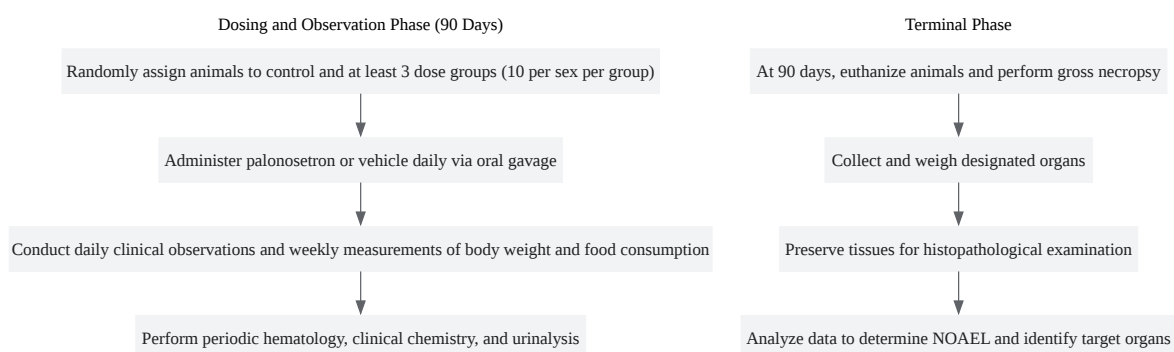 Dosing and Observation Phase (90 Days)
Randomly assign animals to control and at least 3 dose groups (10 per sex per group)
Administer palonosetron or vehicle daily via oral gavage
Conduct daily clinical observations and weekly measurements of body weight and food consumption
Perform periodic hematology, clinical chemistry, and urinalysis
Terminal Phase
At 90 days, euthanize animals and perform gross necropsy
Collect and weigh designated organs
Preserve tissues for histopathological examination
Analyze data to determine NOAEL and identify target organs